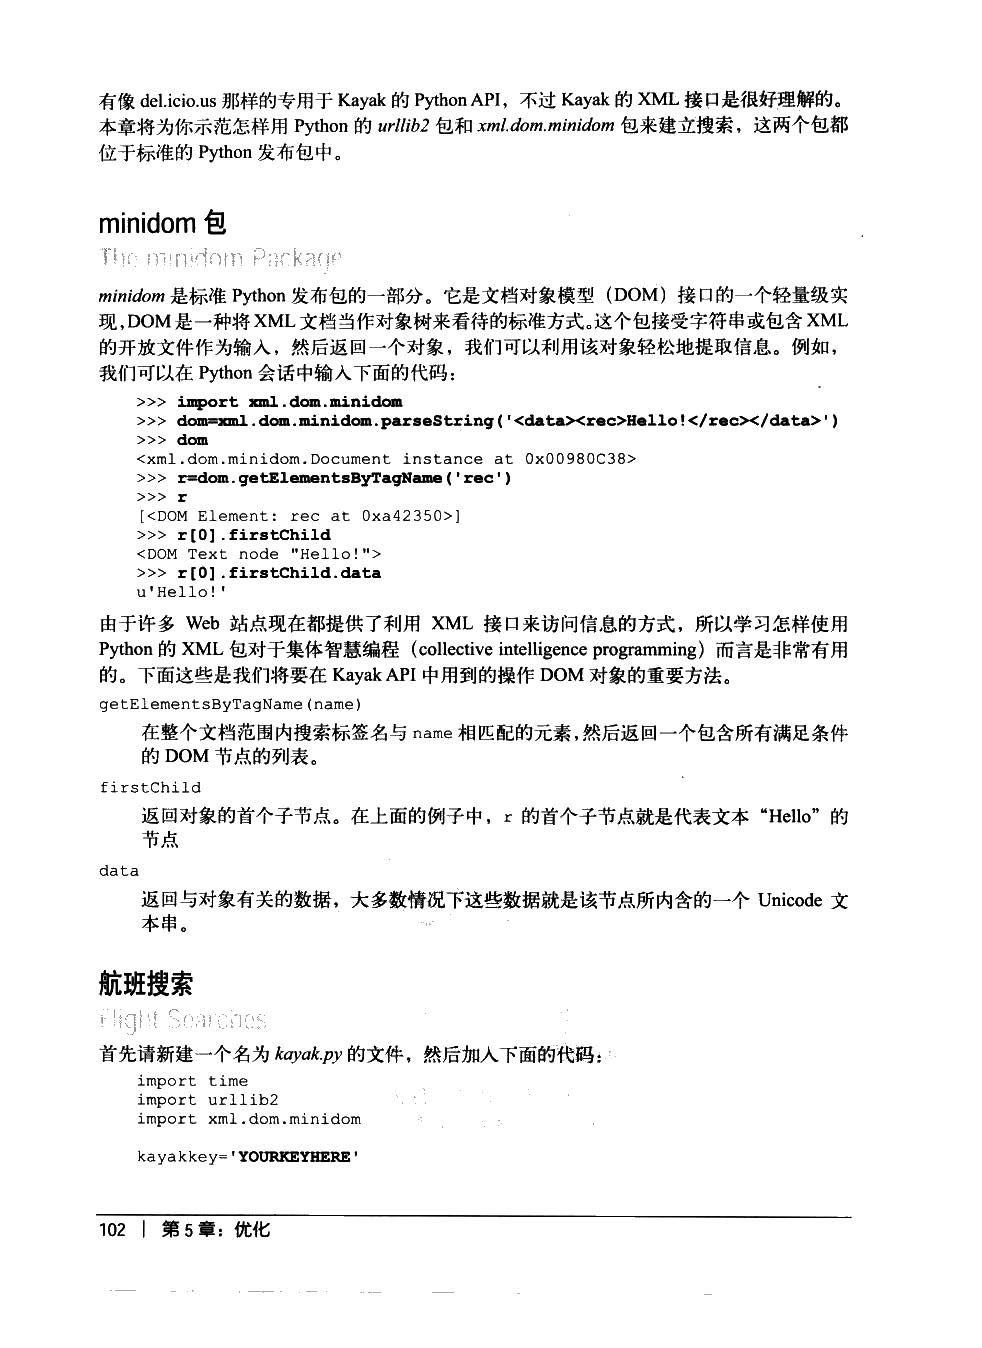 有像 del.icio.us 那样的专用于 Kayak 的 Python API，不过 Kayak 的 XML 接口是很好理解的。
本章将为你示范怎样用 Python 的 urllib2 包和 xml.dom.minidom 包来建立搜索，这两个包都
位于标准的 Python 发布包中。
minidom 包
The minidom Package
minidom 是标准 Python 发布包的一部分。它是文档对象模型（DOM）接口的一个轻量级实
现，DOM 是一种将 XML 文档当作对象树来看待的标准方式。这个包接受字符串或包含 XML
的开放文件作为输入，然后返回一个对象，我们可以利用该对象轻松地提取信息。例如，
我们可以在 Python 会话中输入下面的代码：
>>> import xml.dom.minidom
>>> dom=xml.dom.minidom.parseString('<data><rec>Hello!</rec></data>')
>>> dom
<xml.dom.minidom.Document instance at 0x00980C38>
>>> r=dom.getElementsByTagName('rec')
>>> r
[<DOM Element: rec at 0xa42350>]
>>> r[0].firstChild
<DOM Text node "Hello!">
>>> r[0].firstChild.data
u'Hello!'
由于许多 Web 站点现在都提供了利用 XML 接口来访问信息的方式，所以学习怎样使用
Python 的 XML 包对于集体智慧编程（collective intelligence programming）而言是非常有用
的。下面这些是我们将要在 Kayak API 中用到的操作 DOM 对象的重要方法。
getElementsByTagName(name)
在整个文档范围内搜索标签名与 name 相匹配的元素，然后返回一个包含所有满足条件
的 DOM 节点的列表。
firstChild
返回对象的首个子节点。在上面的例子中，r 的首个子节点就是代表文本“Hello”的
节点
data
返回与对象有关的数据，大多数情况下这些数据就是该节点所内含的一个 Unicode 文
本串。
航班搜索
Flight Searches
首先请新建一个名为 kayak.py 的文件，然后加入下面的代码：
import time
import urllib2
import xml.dom.minidom
kayakkey='YOURKEYHERE'
102 | 第 5 章：优化